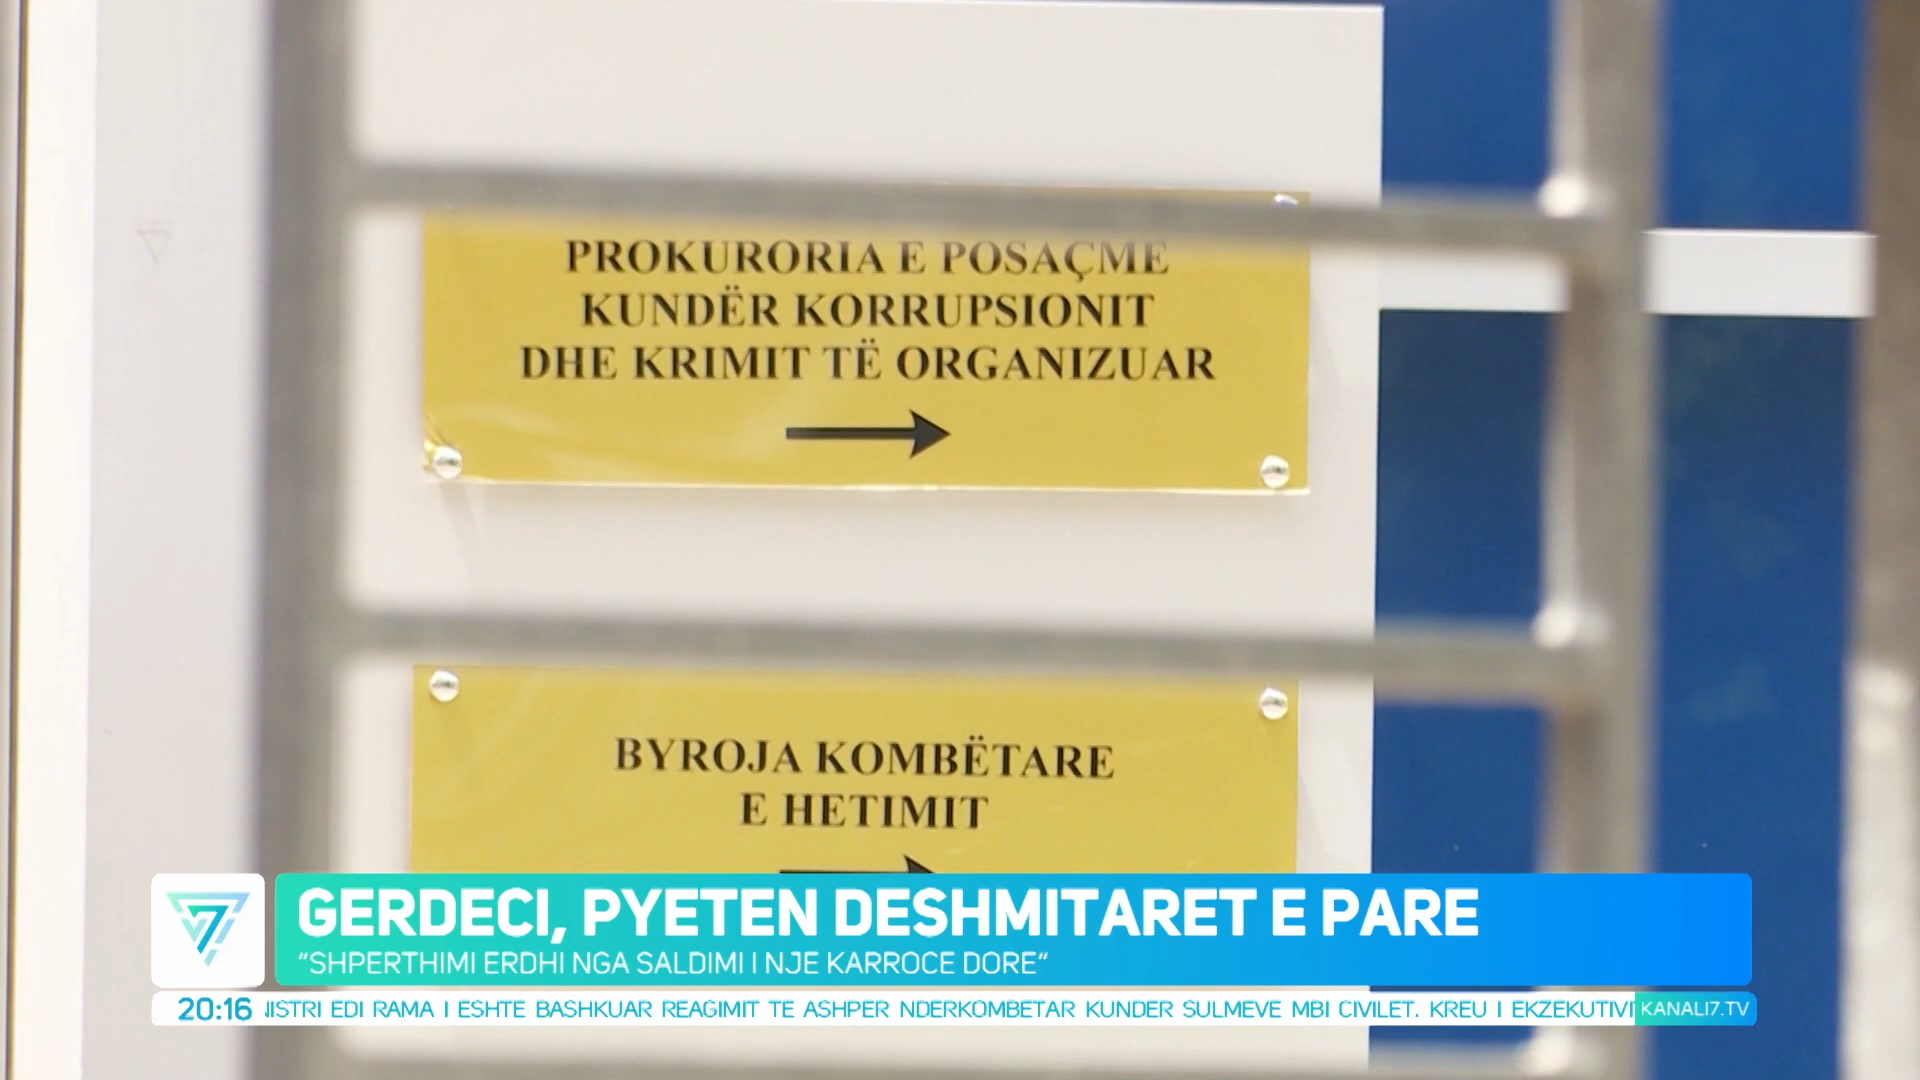 PROKURORIA E POSAÇME
KUNDËR KORRUPSIONIT
DHE KRIMIT TË ORGANIZUAR
BYROJA KOMBËTARE
E HETIMIT
GERDECI, PYETEN DESHMITARET E PARE
“SHPERTHIMI ERDHI NGA SALDIMI I NJE KARROCE DORE“
20:16 NISTRI EDI RAMA I ESHTE BASHKUAR REAGIMIT TE ASHPER NDERKOMBETAR KUNDER SULMEVE MBI CIVILET. KREU I EKZEKUTIVI KANALI7.TV